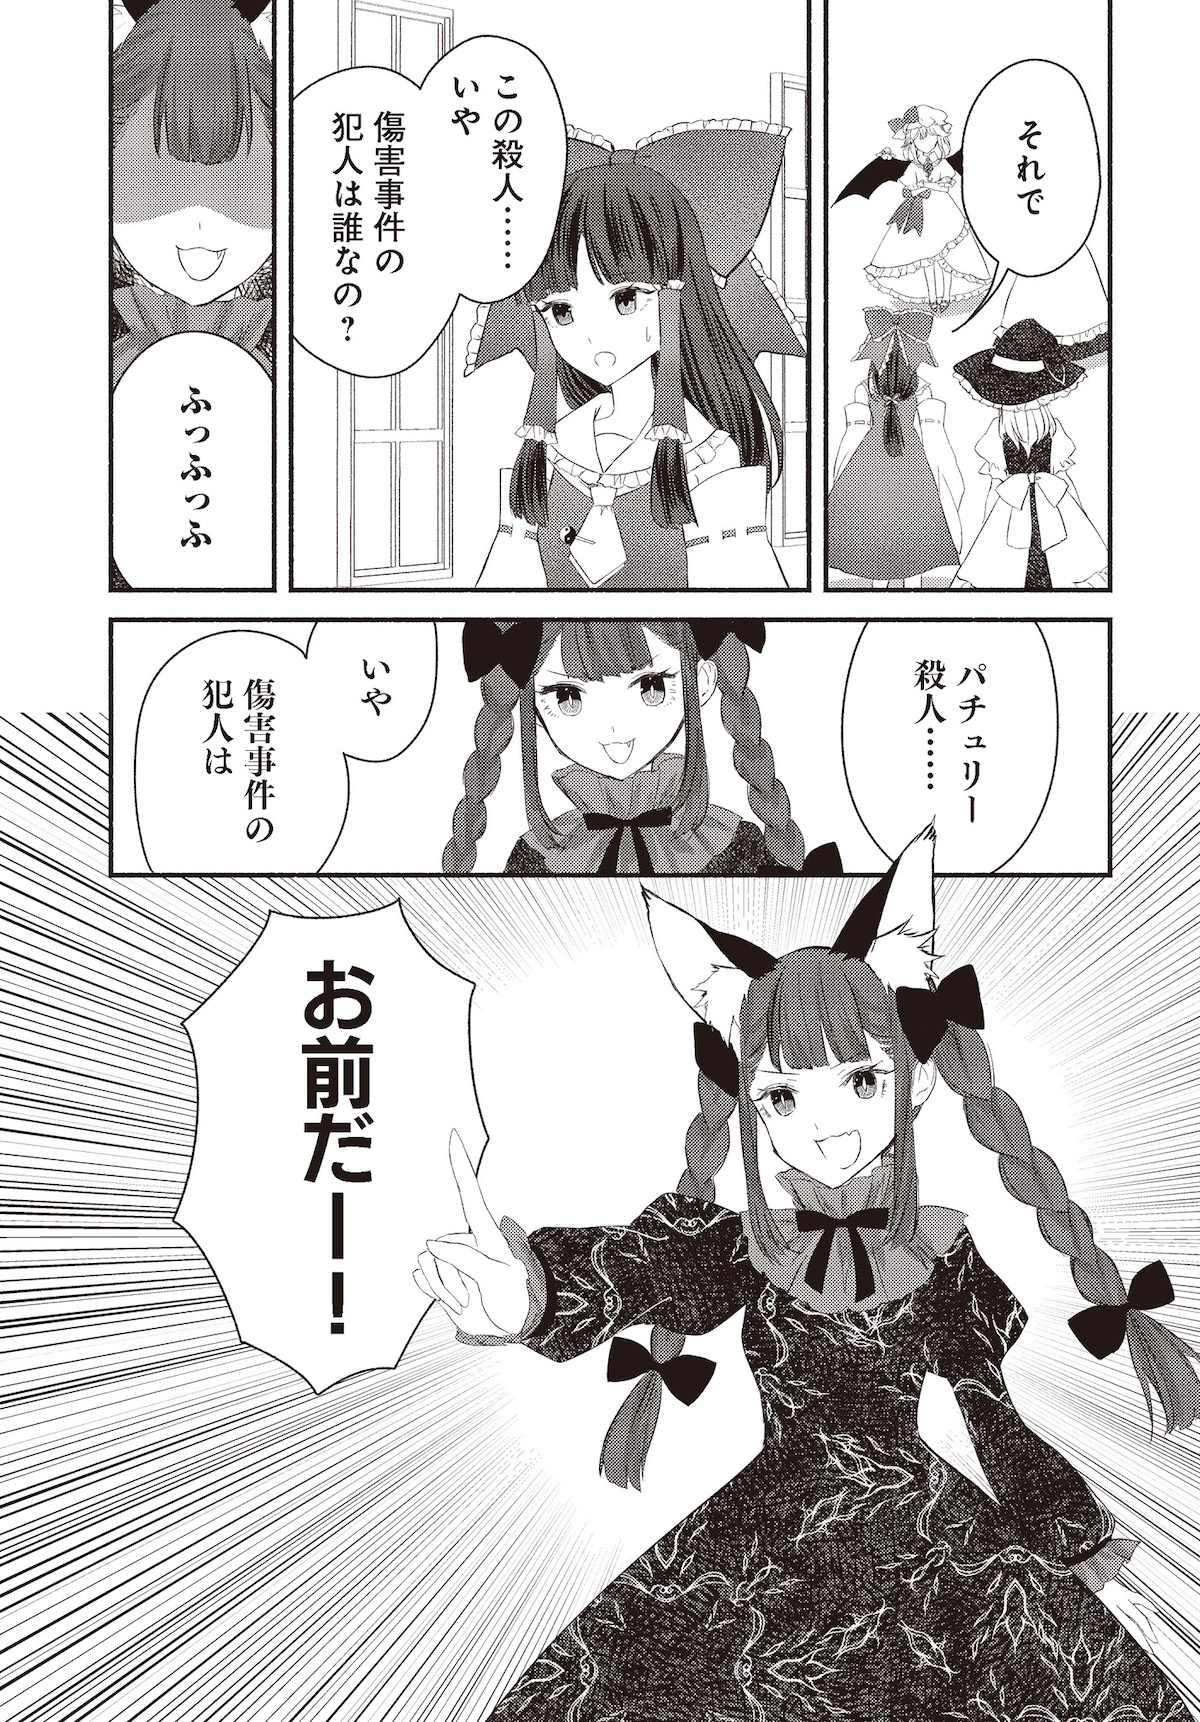 それで
この殺人……
いや
傷害事件の
犯人は誰なの?
ふっふっふ
パチュリー
殺人……
いや
傷害事件の
犯人は
お前だーー!